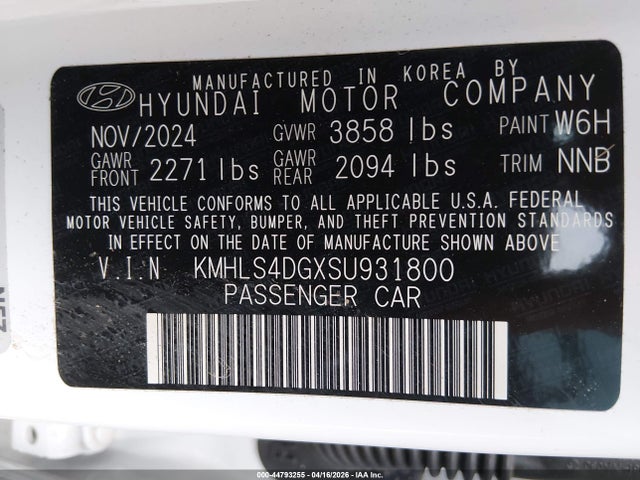 MANUFACTURED IN KOREA BY
HYUNDAI MOTOR COMPANY
NOV/2024 GVWR 3858 lbs PAINT W6H
GAWR FRONT 2271 lbs GAWR REAR 2094 lbs TRIM NNB
THIS VEHICLE CONFORMS TO ALL APPLICABLE U.S.A. FEDERAL
MOTOR VEHICLE SAFETY, BUMPER, AND THEFT PREVENTION STANDARDS
IN EFFECT ON THE DATE OF MANUFACTURE SHOWN ABOVE
V.I.N KMHLS4DGXSU931800
PASSENGER CAR
000-44793255 - 04/16/2026 - IAA Inc.